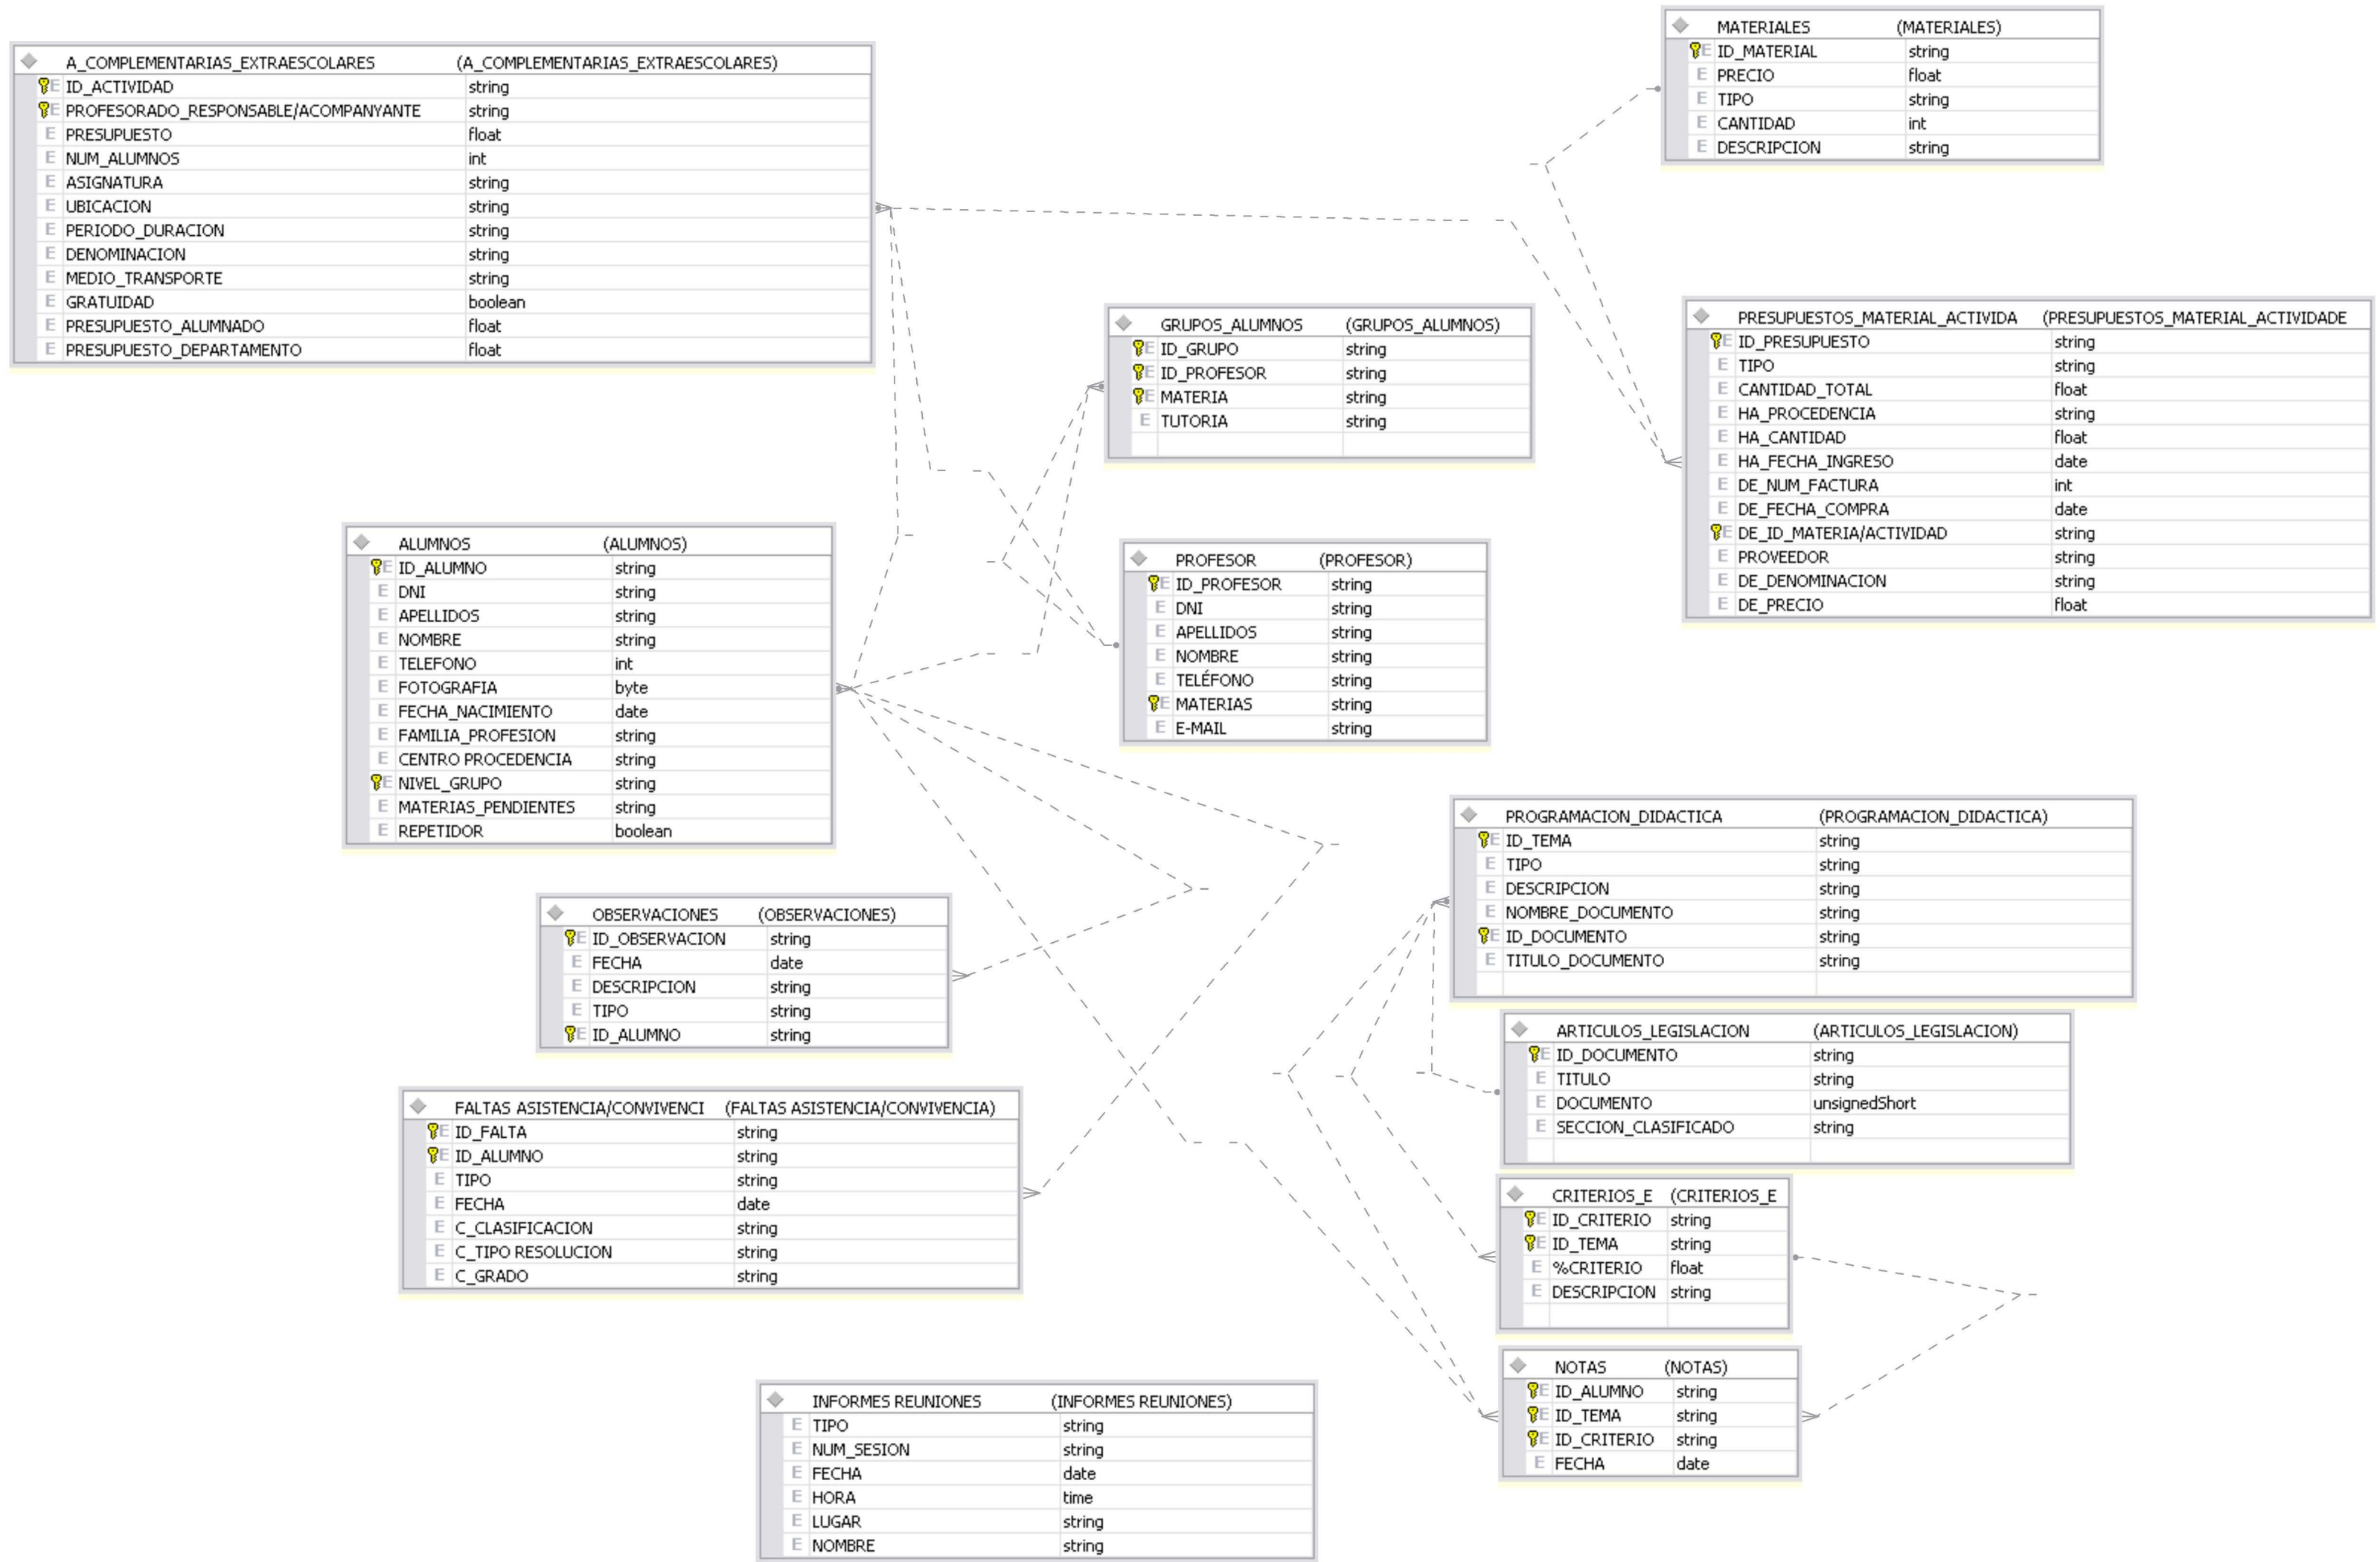 A_COMPLEMENTARIAS_EXTRAESCOLARES (A_COMPLEMENTARIAS_EXTRAESCOLARES)
E ID_ACTIVIDAD string
E PROFESORADO_RESPONSABLE/ACOMPANYANTE string
E PRESUPUESTO float
E NUM_ALUMNOS int
E ASIGNATURA string
E UBICACION string
E PERIODO_DURACION string
E DENOMINACION string
E MEDIO_TRANSPORTE string
E GRATUIDAD boolean
E PRESUPUESTO_ALUMNADO float
E PRESUPUESTO_DEPARTAMENTO float
MATERIALES (MATERIALES)
E ID_MATERIAL string
E PRECIO float
E TIPO string
E CANTIDAD int
E DESCRIPCION string
GRUPOS_ALUMNOS (GRUPOS_ALUMNOS)
E ID_GRUPO string
E ID_PROFESOR string
E MATERIA string
E TUTORIA string
PRESUPUESTOS_MATERIAL_ACTIVIDA (PRESUPUESTOS_MATERIAL_ACTIVIDADE
E ID_PRESUPUESTO string
E TIPO string
E CANTIDAD_TOTAL float
E HA_PROCEDENCIA string
E HA_CANTIDAD float
E HA_FECHA_INGRESO date
E DE_NUM_FACTURA int
E DE_FECHA_COMPRA date
E DE_ID_MATERIA/ACTIVIDAD string
E PROVEEDOR string
E DE_DENOMINACION string
E DE_PRECIO float
ALUMNOS (ALUMNOS)
E ID_ALUMNO string
E DNI string
E APELLIDOS string
E NOMBRE string
E TELEFONO int
E FOTOGRAFIA byte
E FECHA_NACIMIENTO date
E FAMILIA_PROFESION string
E CENTRO PROCEDENCIA string
E NIVEL_GRUPO string
E MATERIAS_PENDIENTES string
E REPETIDOR boolean
PROFESOR (PROFESOR)
E ID_PROFESOR string
E DNI string
E APELLIDOS string
E NOMBRE string
E TELÉFONO string
E MATERIAS string
E E-MAIL string
PROGRAMACION_DIDACTICA (PROGRAMACION_DIDACTICA)
E ID_TEMA string
E TIPO string
E DESCRIPCION string
E NOMBRE_DOCUMENTO string
E ID_DOCUMENTO string
E TITULO_DOCUMENTO string
OBSERVACIONES (OBSERVACIONES)
E ID_OBSERVACION string
E FECHA date
E DESCRIPCION string
E TIPO string
E ID_ALUMNO string
ARTICULOS_LEGISLACION (ARTICULOS_LEGISLACION)
E ID_DOCUMENTO string
E TITULO string
E DOCUMENTO unsignedShort
E SECCION_CLASIFICADO string
FALTAS ASISTENCIA/CONVIVENCI (FALTAS ASISTENCIA/CONVIVENCIA)
E ID_FALTA string
E ID_ALUMNO string
E TIPO string
E FECHA date
E C_CLASIFICACION string
E C_TIPO RESOLUCION string
E C_GRADO string
CRITERIOS_E (CRITERIOS_E
E ID_CRITERIO string
E ID_TEMA string
E %CRITERIO float
E DESCRIPCION string
NOTAS (NOTAS)
E ID_ALUMNO string
E ID_TEMA string
E ID_CRITERIO string
E FECHA date
INFORMES REUNIONES (INFORMES REUNIONES)
E TIPO string
E NUM_SESION string
E FECHA date
E HORA time
E LUGAR string
E NOMBRE string